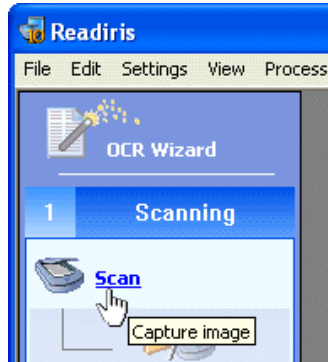 Readiris
File Edit Settings View Process
OCR Wizard
1 Scanning
Scan
Capture image